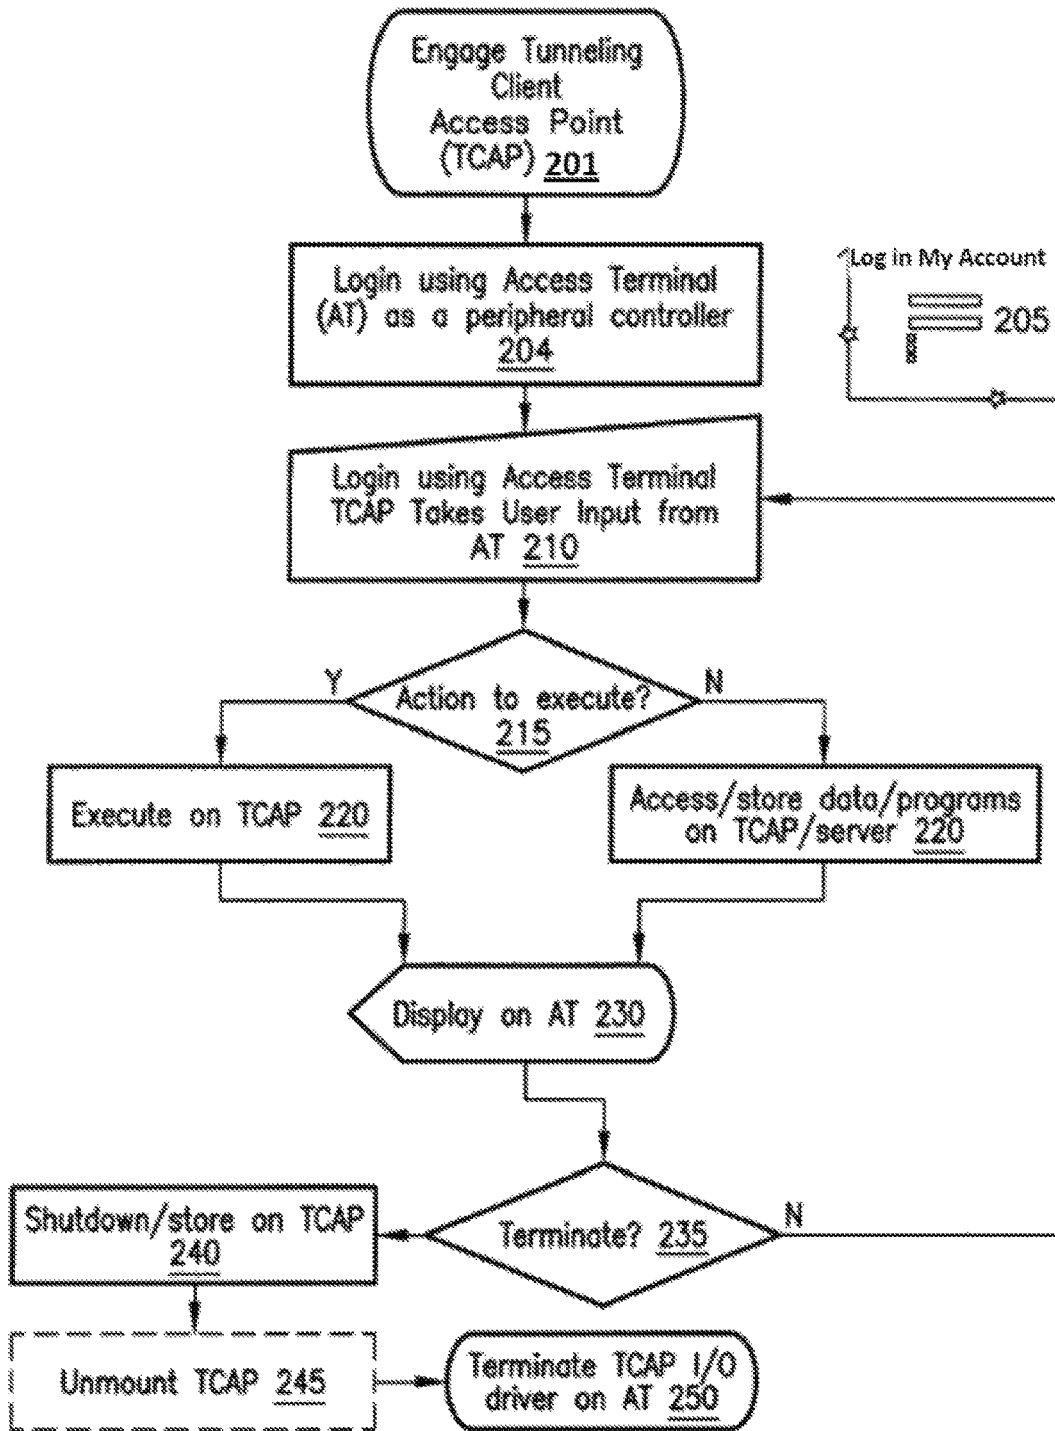 Engage Tunneling
Client
Access Point
(TCAP) 201
Login using Access Terminal
(AT) as a peripheral controller
204
Log in My Account
205
Login using Access Terminal
TCAP Takes User Input from
AT 210
Y
Action to execute?
215
N
Execute on TCAP 220
Access/store data/programs
on TCAP/server 220
Display on AT 230
Shutdown/store on TCAP
240
Terminate? 235
N
Unmount TCAP 245
Terminate TCAP I/O
driver on AT 250